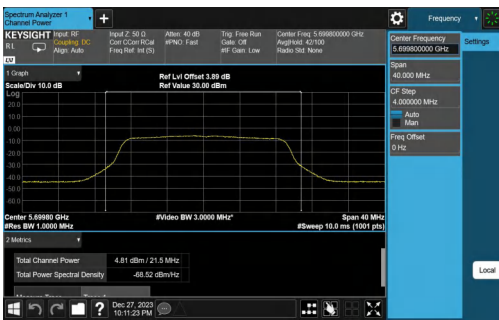 Spectrum Analyzer 1
Channel Power
Frequency
KEYSIGHT
Input: RF
Input Z: 50 Ω
Atten: 40 dB
Trig: Free Run
Center Freq: 5.699800000 GHz
RL
Coupling: DC
Corr CCorr RCal
#PNO: Fast
Gate: Off
Avg|Hold: 42/100
Align: Auto
Freq Ref: Int (S)
#IF Gain: Low
Radio Std: None
Center Frequency
5.699800000 GHz
Settings
Span
40.000 MHz
CF Step
4.000000 MHz
Auto
Man
Freq Offset
0 Hz
1 Graph
Ref Lvl Offset 3.89 dB
Scale/Div 10.0 dB
Ref Value 30.00 dBm
Log
20.0
10.0
0.00
-10.0
-20.0
-30.0
-40.0
-50.0
-60.0
Center 5.69980 GHz
#Video BW 3.0000 MHz*
Span 40 MHz
#Res BW 1.0000 MHz
#Sweep 10.0 ms (1001 pts)
2 Metrics
Total Channel Power
4.81 dBm / 21.5 MHz
Total Power Spectral Density
-68.52 dBm/Hz
Local
Dec 27, 2023
10:11:23 PM